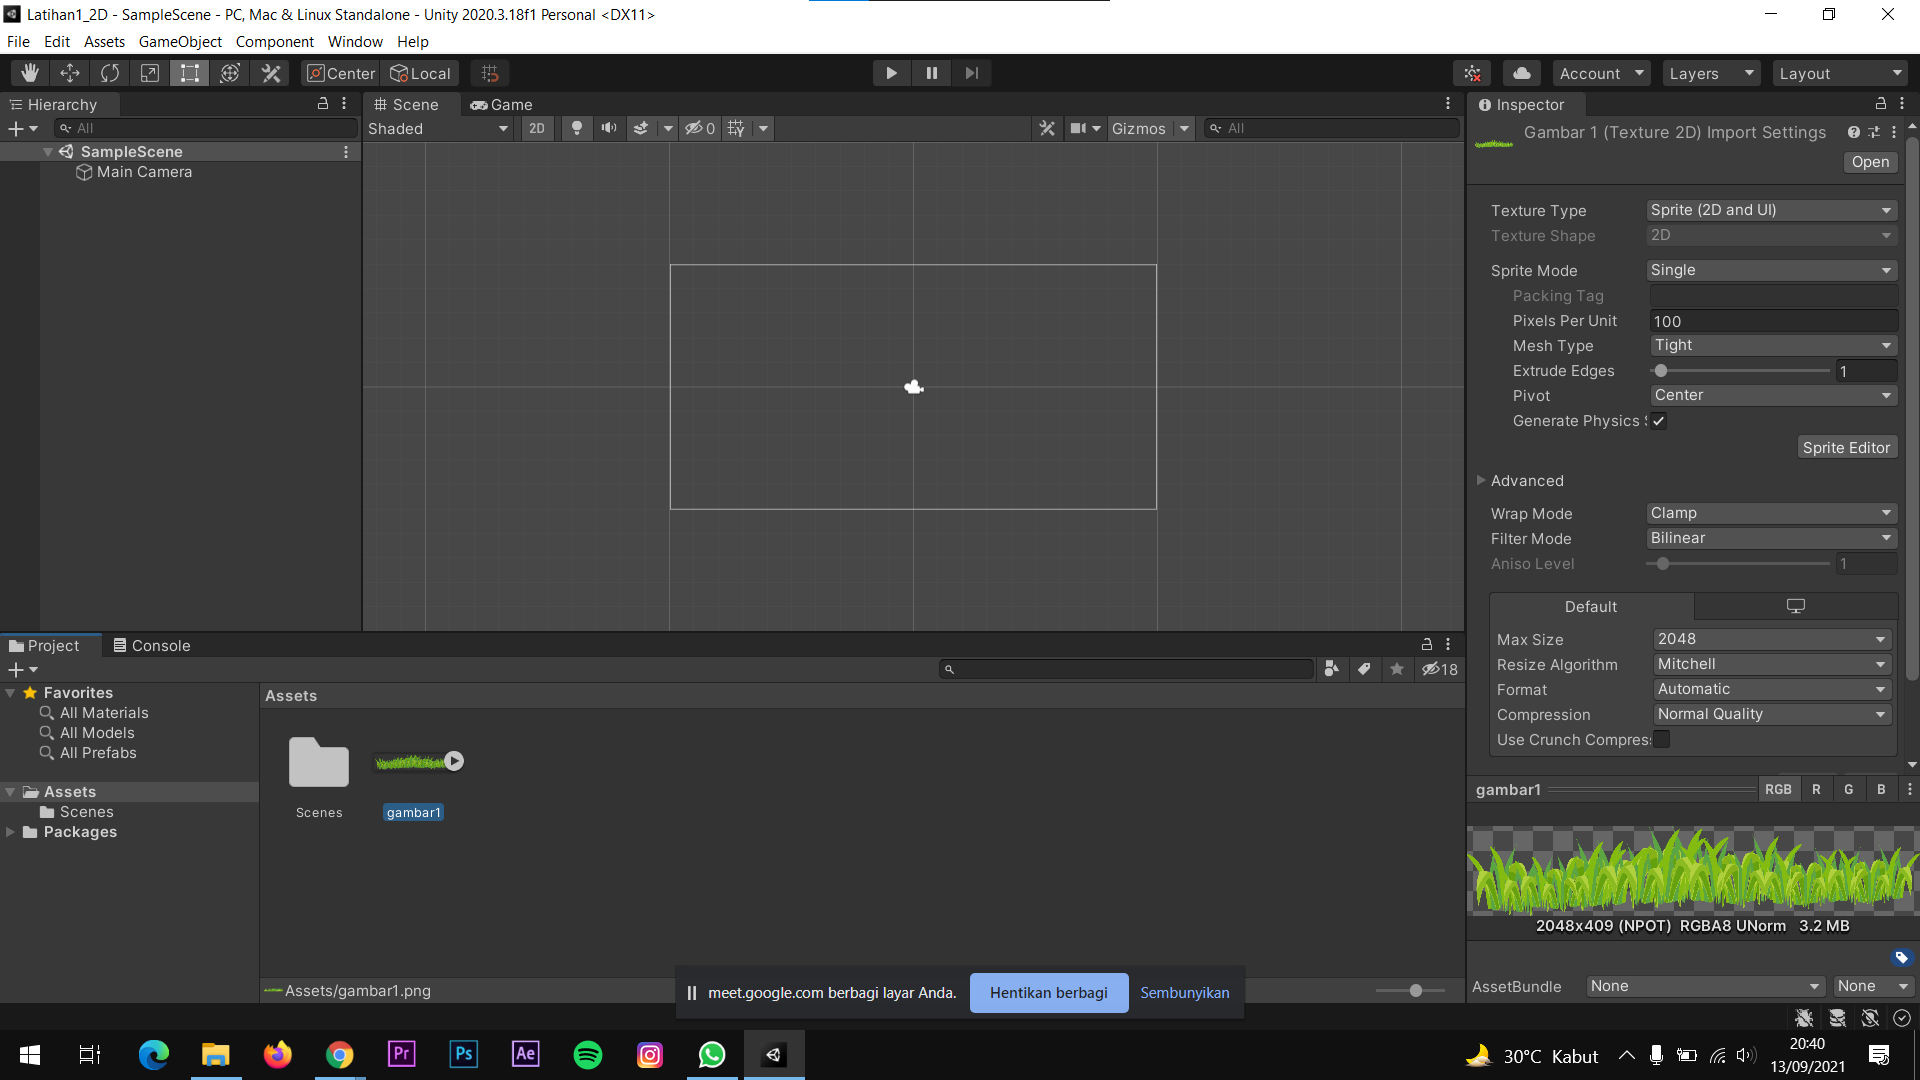 Latihan1_2D - SampleScene - PC, Mac & Linux Standalone - Unity 2020.3.18f1 Personal <DX11>
File Edit Assets GameObject Component Window Help
Center Local Account Layers Layout
Hierarchy
All
SampleScene
Main Camera
Scene Game
Shaded 2D 0 Gizmos All
Inspector
Gambar 1 (Texture 2D) Import Settings
Open
Texture Type Sprite (2D and UI)
Texture Shape 2D
Sprite Mode Single
Packing Tag
Pixels Per Unit 100
Mesh Type Tight
Extrude Edges 1
Pivot Center
Generate Physics
Sprite Editor
Advanced
Wrap Mode Clamp
Filter Mode Bilinear
Aniso Level 1
Default
Max Size 2048
Resize Algorithm Mitchell
Format Automatic
Compression Normal Quality
Use Crunch Compres
Project Console
18
Favorites
All Materials
All Models
All Prefabs
Assets
Scenes
Packages
Assets
Scenes gambar1
Assets/gambar1.png
gambar1 RGB R G B
2048x409 (NPOT) RGBA8 UNorm 3.2 MB
AssetBundle None None
meet.google.com berbagi layar Anda. Hentikan berbagi Sembunyikan
Pr Ps Ae
30°C Kabut
20:40
13/09/2021